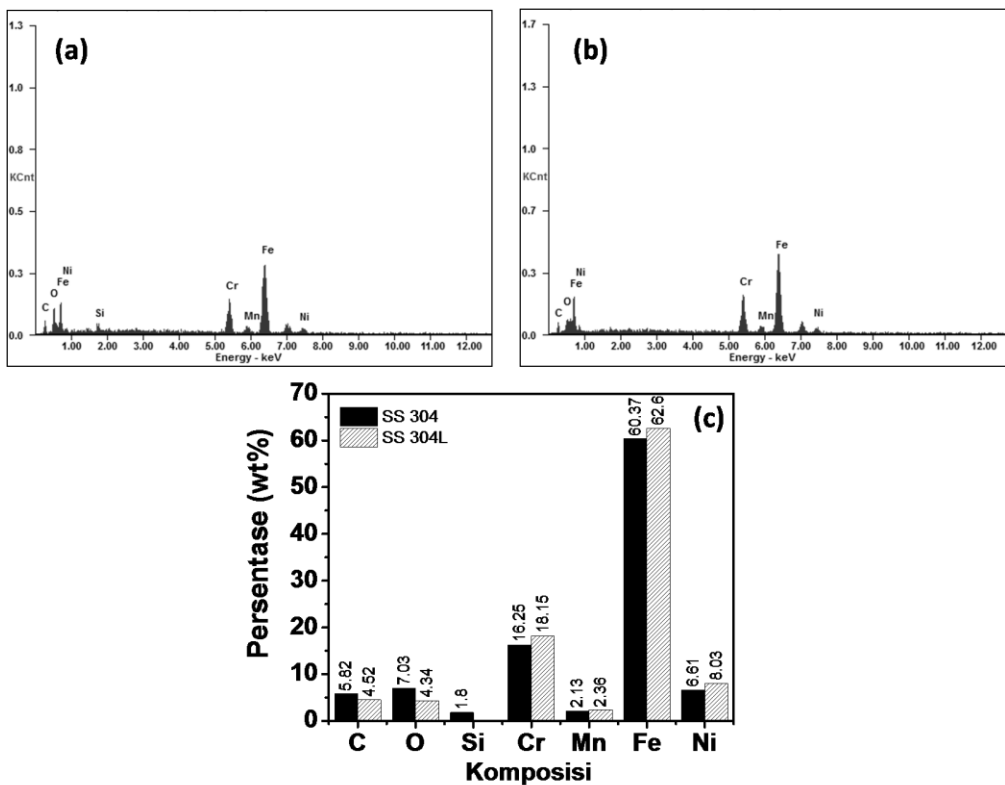 (a)
1.3
1.0
0.8
KCnt
0.5
0.3
0.0
C
O
Ni
Fe
Si
Cr
Mn
Fe
Ni
1.00 2.00 3.00 4.00 5.00 6.00 7.00 8.00 9.00 10.00 11.00 12.00
Energy - keV
(b)
1.7
1.3
1.0
KCnt
0.7
0.3
0.0
C
O
Ni
Fe
Cr
Mn
Fe
Ni
1.00 2.00 3.00 4.00 5.00 6.00 7.00 8.00 9.00 10.00 11.00 12.00
Energy - keV
(c)
SS 304
SS 304L
Persentase (wt%)
70
60
50
40
30
20
10
0
5.82
4.52
7.03
4.34
1.8
16.25
18.15
2.13
2.36
60.37
62.6
6.61
8.03
C O Si Cr Mn Fe Ni
Komposisi